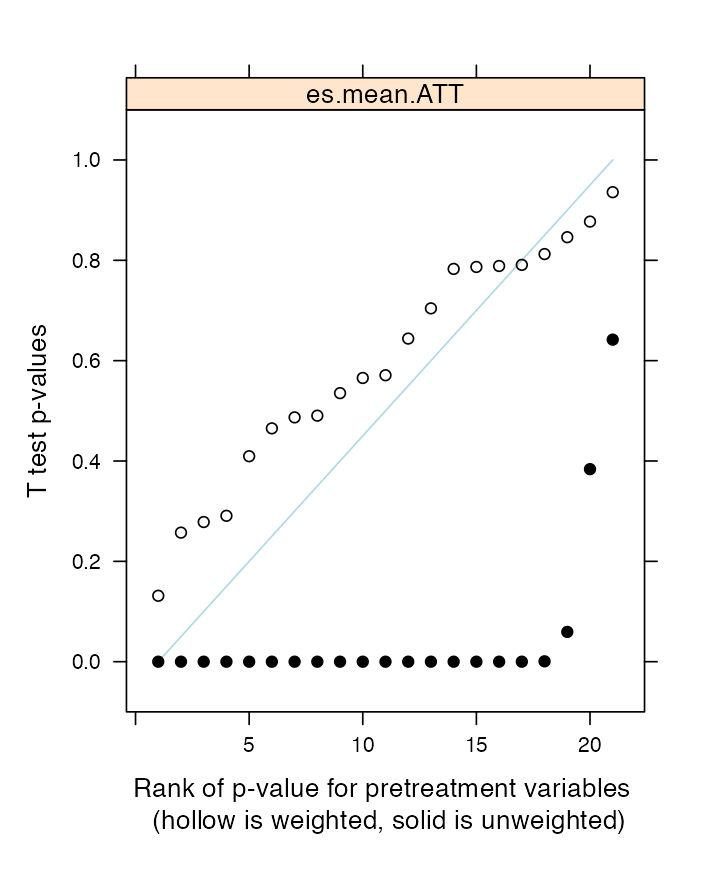 es.mean.ATT
1.0
0.8
0.6
0.4
0.2
0.0
T test p-values
5 10 15 20
Rank of p-value for pretreatment variables
(hollow is weighted, solid is unweighted)